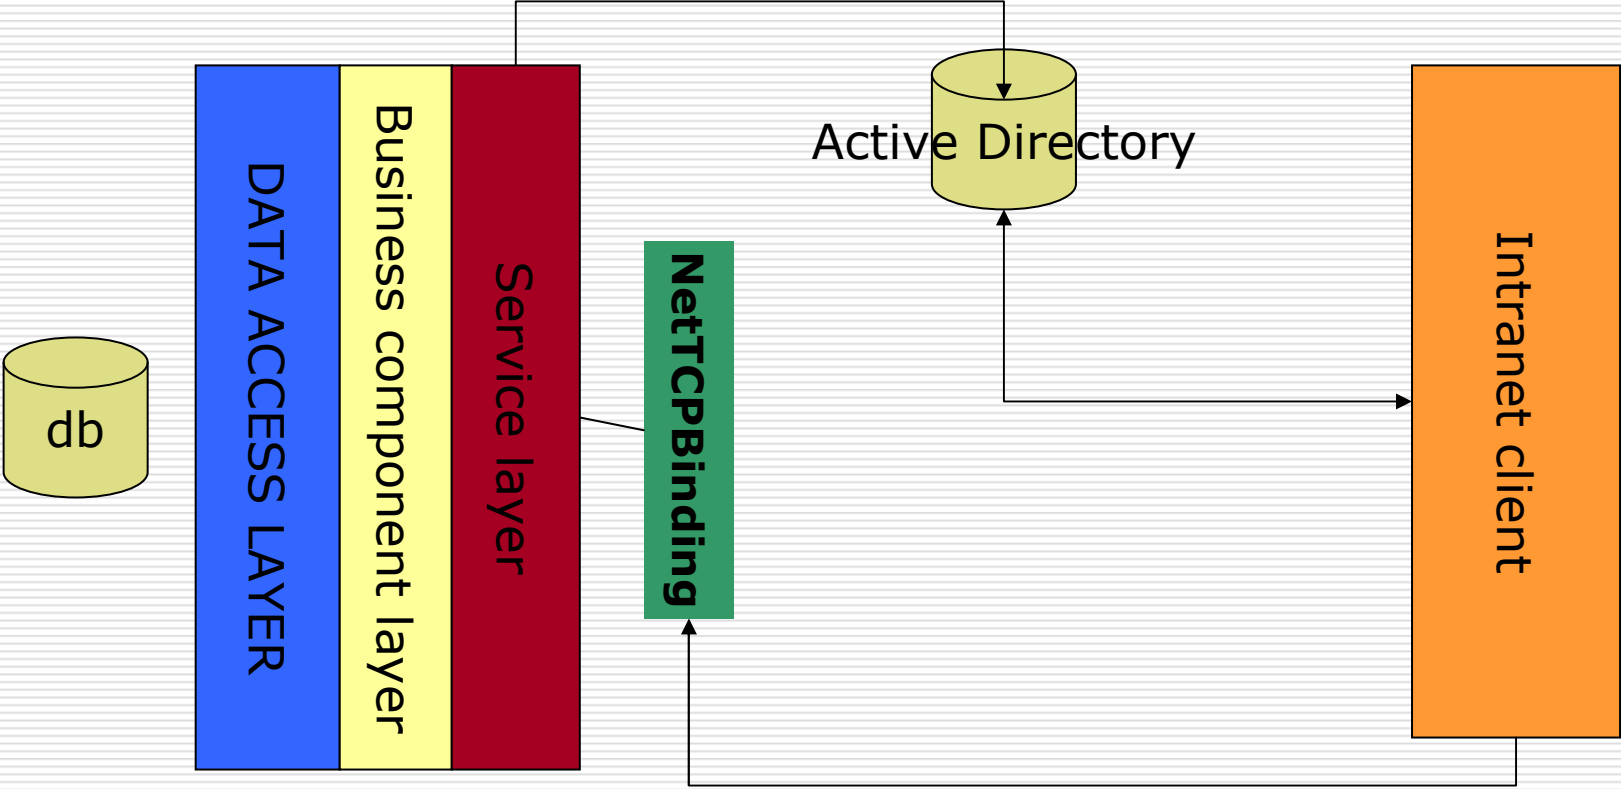 db
DATA ACCESS LAYER
Business component layer
Service layer
NetTCPBinding
Active Directory
Intranet client